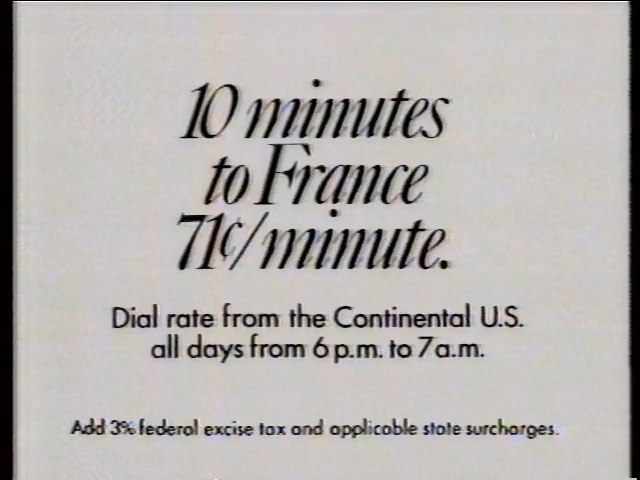 10 minutes
to France
71¢/minute.
Dial rate from the Continental U.S.
all days from 6 p.m. to 7 a.m.
Add 3% federal excise tax and applicable state surcharges.